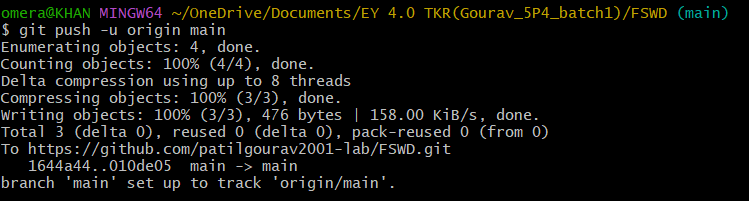 omera@KHAN MINGW64 ~/OneDrive/Documents/EY 4.0 TKR(Gourav_5P4_batch1)/FSWD (main)
$ git push -u origin main
Enumerating objects: 4, done.
Counting objects: 100% (4/4), done.
Delta compression using up to 8 threads
Compressing objects: 100% (3/3), done.
Writing objects: 100% (3/3), 476 bytes | 158.00 KiB/s, done.
Total 3 (delta 0), reused 0 (delta 0), pack-reused 0 (from 0)
To https://github.com/patilgourav2001-lab/FSWD.git
   1644a44..010de05  main -> main
branch 'main' set up to track 'origin/main'.